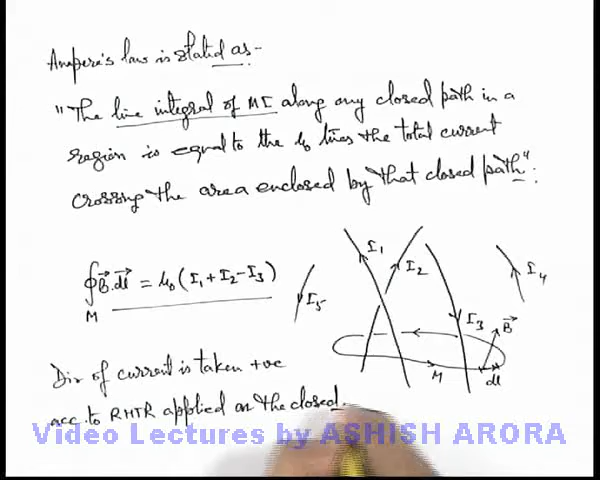 Ampere's law is stated as-
"The line integral of MI along any closed path in a
region is equal to the μ₀ times the total current
crossing the area enclosed by that closed path":
∮B⃗.dl⃗ = μ₀(I₁+I₂-I₃)
M
I₁
I₂
I₃
I₄
I₅
B⃗
M
dl
Dirⁿ of current is taken +ve
acc. to RHTR applied on the closed
Video Lectures by ASHISH ARORA